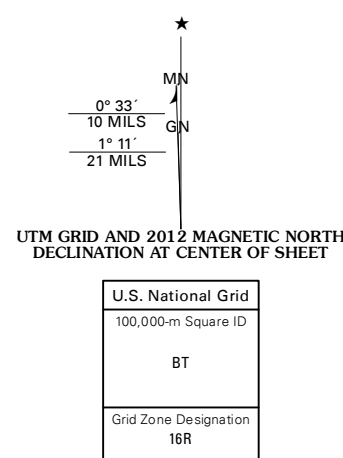 ★
MN
0° 33´
10 MILS
GN
1° 11´
21 MILS
UTM GRID AND 2012 MAGNETIC NORTH
DECLINATION AT CENTER OF SHEET
U.S. National Grid
100,000-m Square ID
BT
Grid Zone Designation
16R